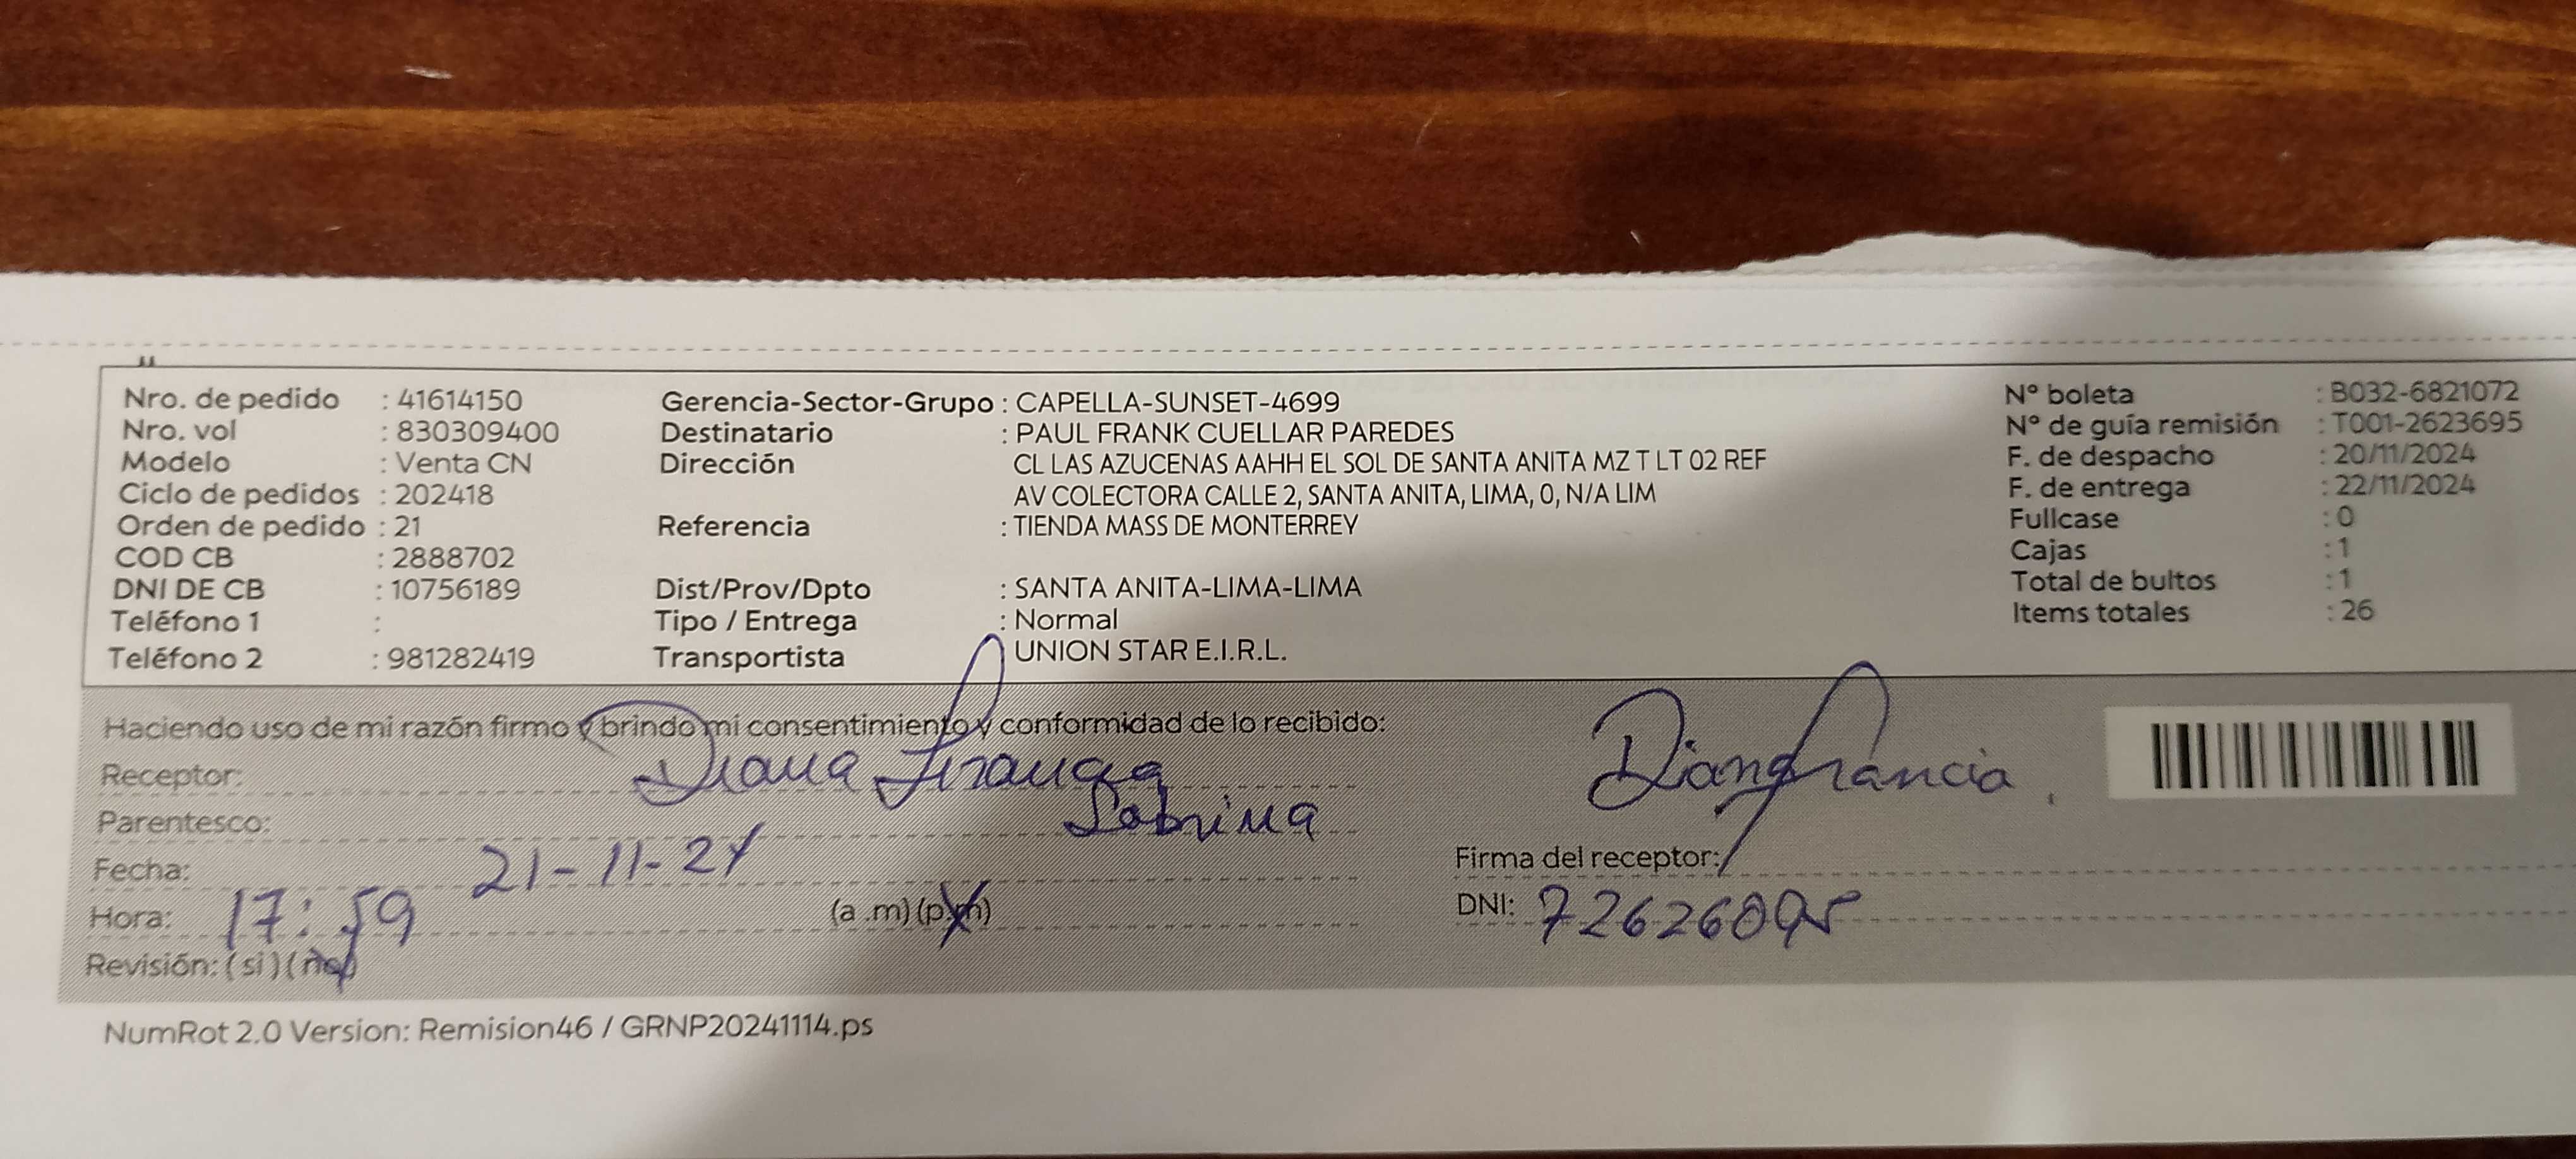 Nro. de pedido : 41614150
Nro. vol : 830309400
Modelo : Venta CN
Ciclo de pedidos : 202418
Orden de pedido : 21
COD CB : 2888702
DNI DE CB : 10756189
Teléfono 1 :
Teléfono 2 : 981282419
Gerencia-Sector-Grupo : CAPELLA-SUNSET-4699
Destinatario : PAUL FRANK CUELLAR PAREDES
Dirección CL LAS AZUCENAS AAHH EL SOL DE SANTA ANITA MZ T LT 02 REF
AV COLECTORA CALLE 2, SANTA ANITA, LIMA, 0, N/A LIM
Referencia : TIENDA MASS DE MONTERREY
Dist/Prov/Dpto : SANTA ANITA-LIMA-LIMA
Tipo / Entrega : Normal
Transportista UNION STAR E.I.R.L.
N° boleta : B032-6821072
N° de guía remisión : T001-2623695
F. de despacho : 20/11/2024
F. de entrega : 22/11/2024
Fullcase : 0
Cajas : 1
Total de bultos : 1
Items totales : 26
Haciendo uso de mi razón firmo y brindo mi consentimiento y conformidad de lo recibido:
Receptor: Diana
Parentesco: Sobrina
Fecha: 21-11-24
Hora: 17:59 (a .m) (p.m)
Revisión: (si) (no)
Firma del receptor:
DNI: 72626095
NumRot 2.0 Version: Remision46 / GRNP20241114.ps